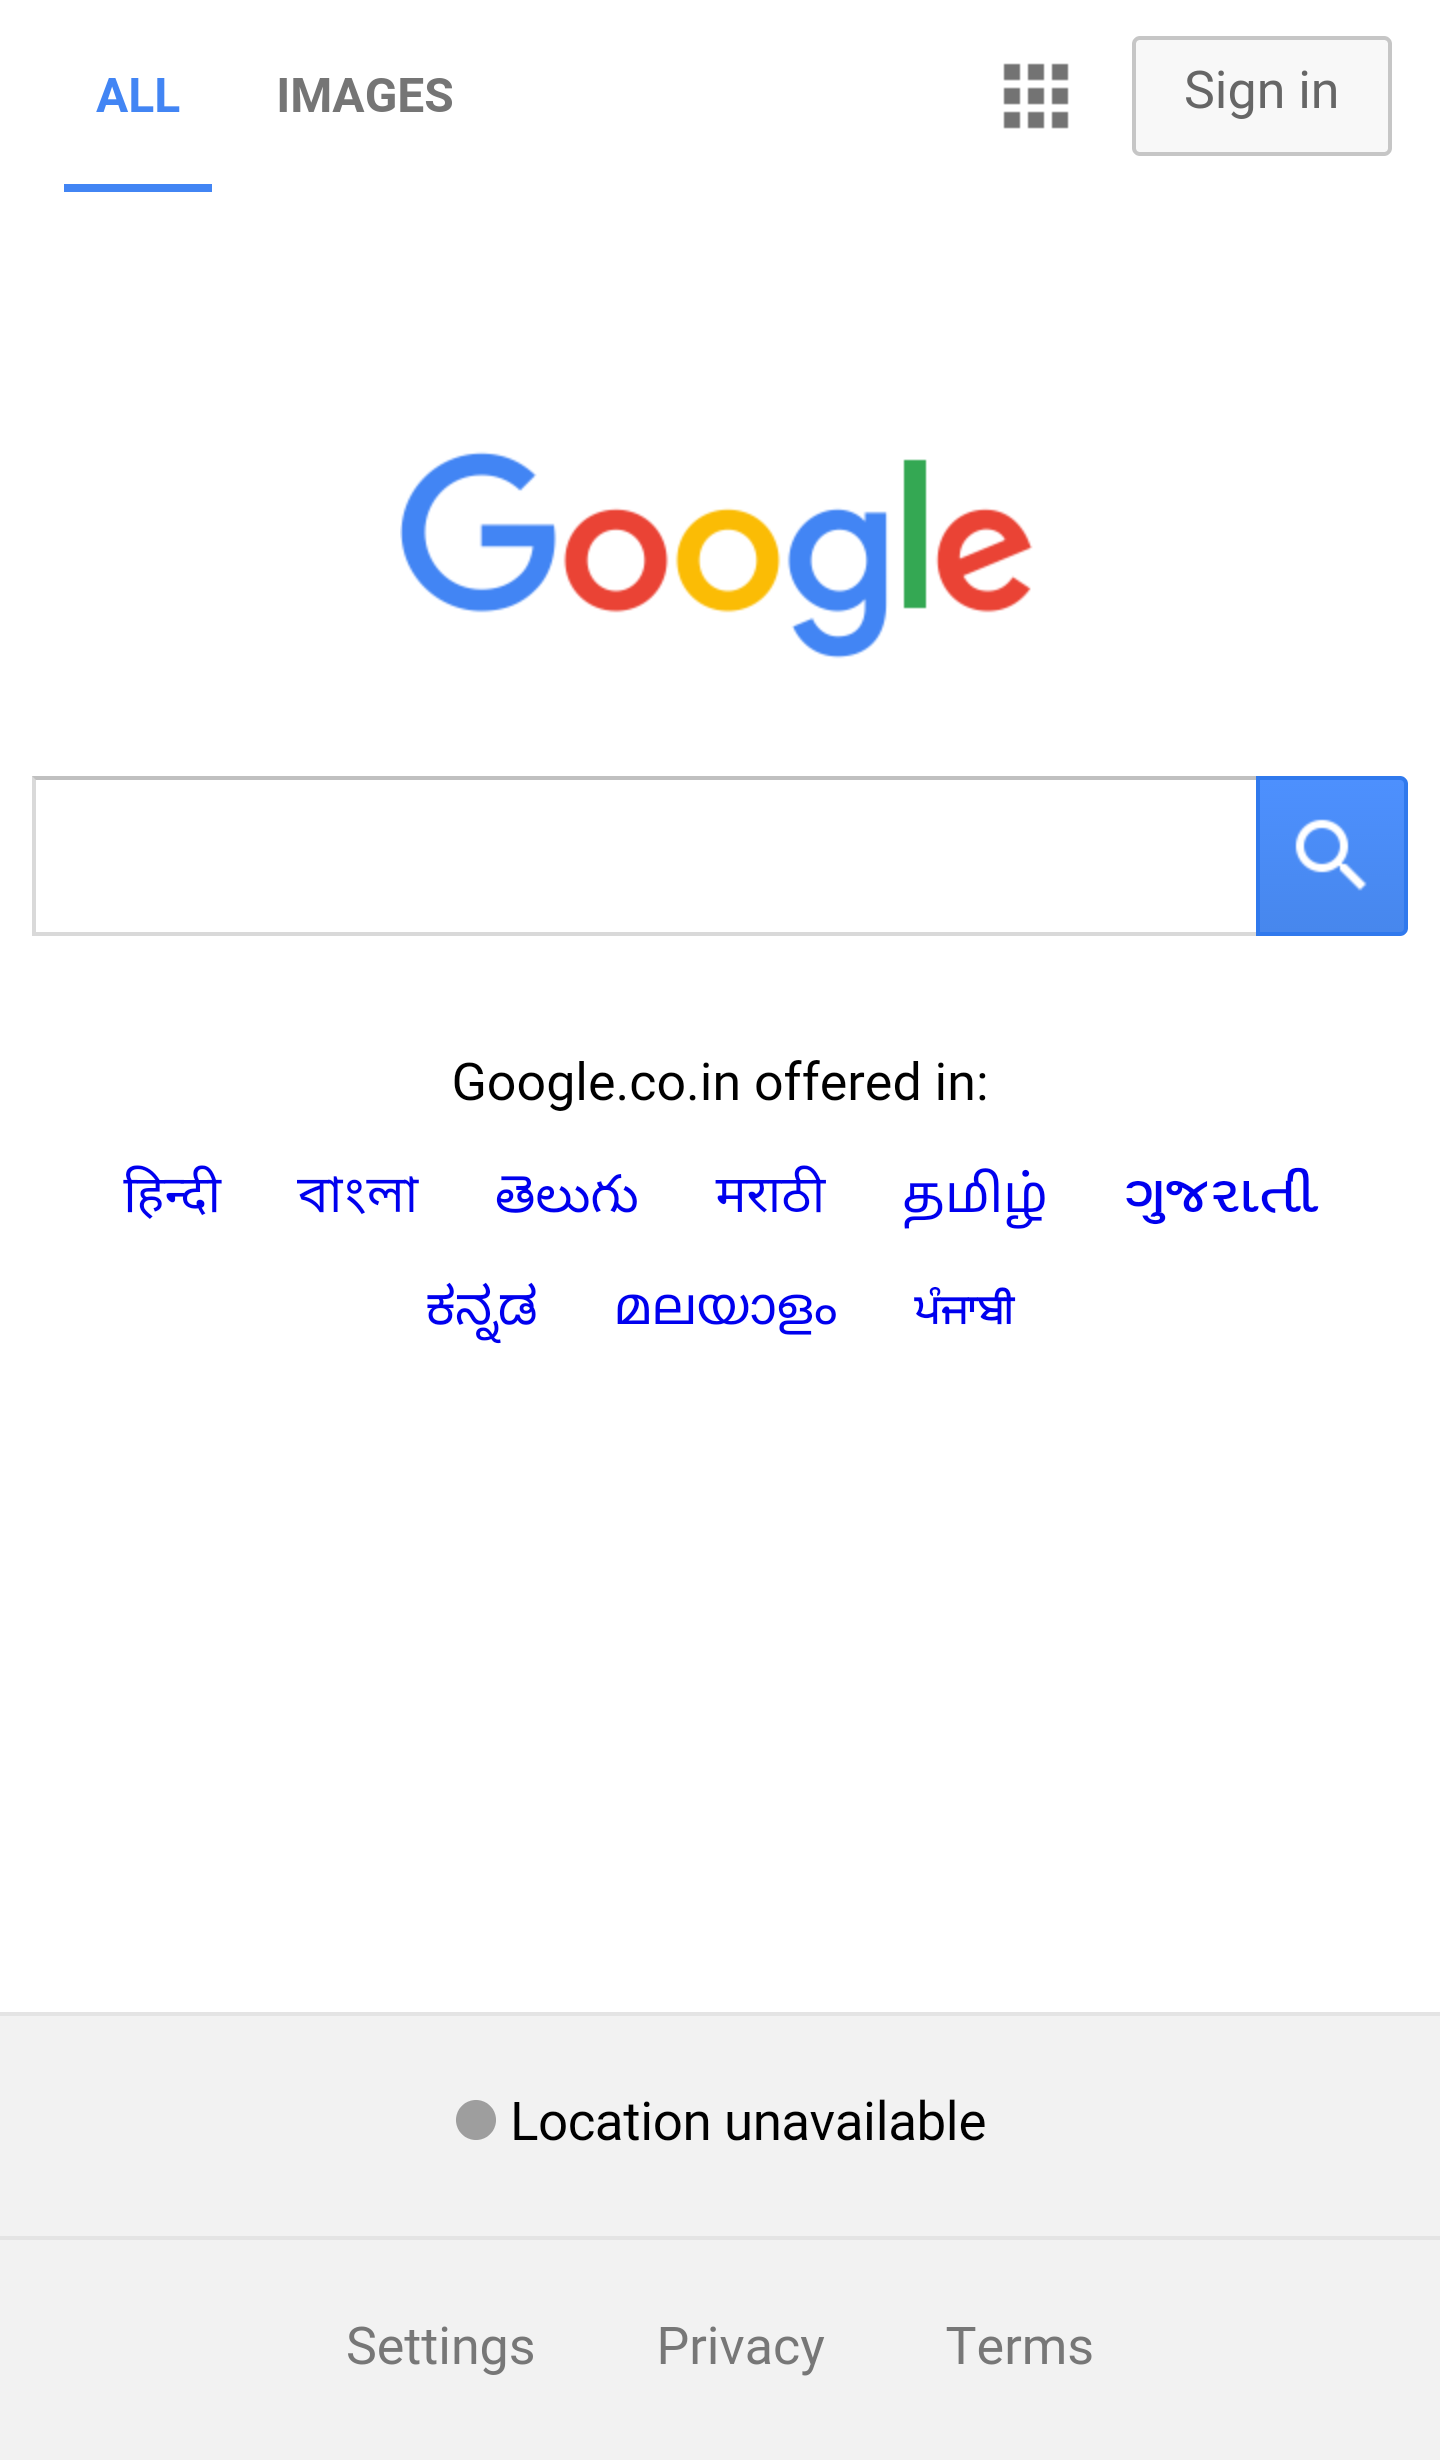 ALL IMAGES Sign in
Google
Google.co.in offered in:
हिन्दी বাংলা తెలుగు मराठी தமிழ் ગુજરાતી
ಕನ್ನಡ മലയാളം ਪੰਜਾਬੀ
Location unavailable
Settings Privacy Terms